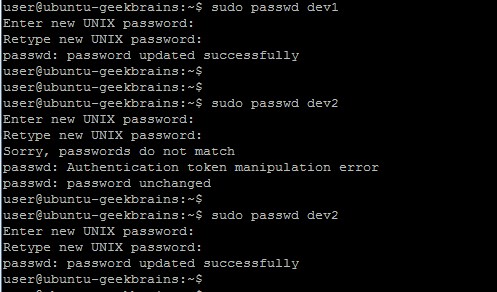 user@ubuntu-geekbrains:~$ sudo passwd dev1
Enter new UNIX password:
Retype new UNIX password:
passwd: password updated successfully
user@ubuntu-geekbrains:~$
user@ubuntu-geekbrains:~$
user@ubuntu-geekbrains:~$ sudo passwd dev2
Enter new UNIX password:
Retype new UNIX password:
Sorry, passwords do not match
passwd: Authentication token manipulation error
passwd: password unchanged
user@ubuntu-geekbrains:~$
user@ubuntu-geekbrains:~$ sudo passwd dev2
Enter new UNIX password:
Retype new UNIX password:
passwd: password updated successfully
user@ubuntu-geekbrains:~$